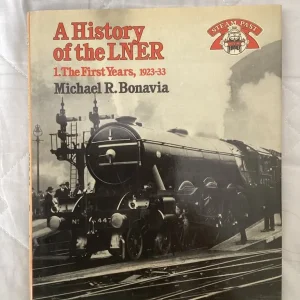 A History
of the LNER
1. The First Years, 1923-33
Michael R. Bonavia
STEAM PAST